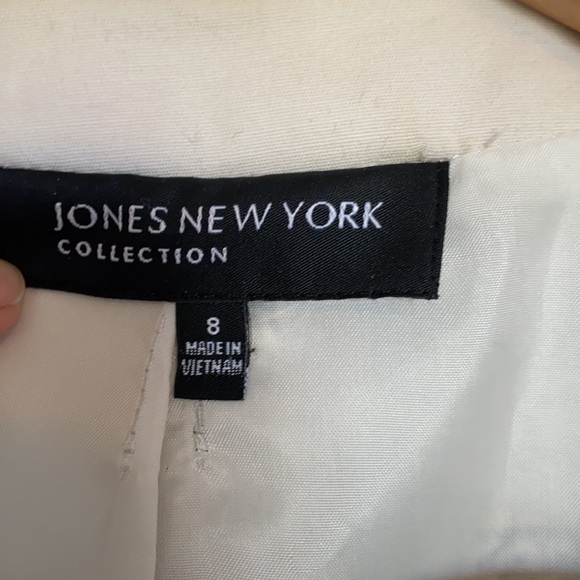 JONES NEW YORK
COLLECTION
8
MADE IN
VIETNAM